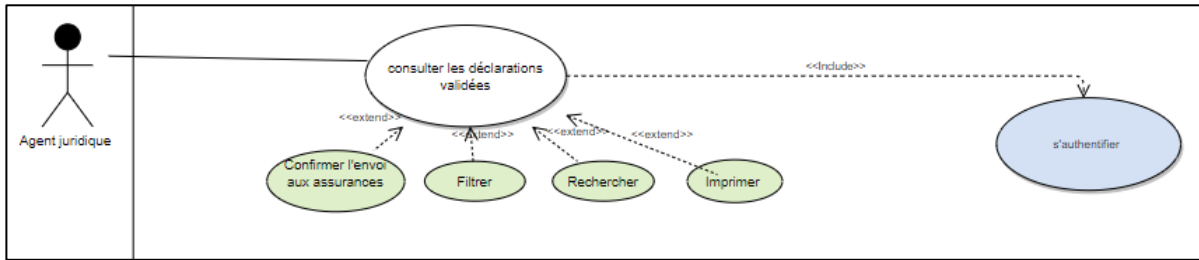 Agent juridique
consulter les déclarations
validées
<<Include>>
s'authentifier
<<extend>>
<<extend>>
<<extend>>
<<extend>>
Confirmer l'envoi
aux assurances
Filtrer
Rechercher
Imprimer